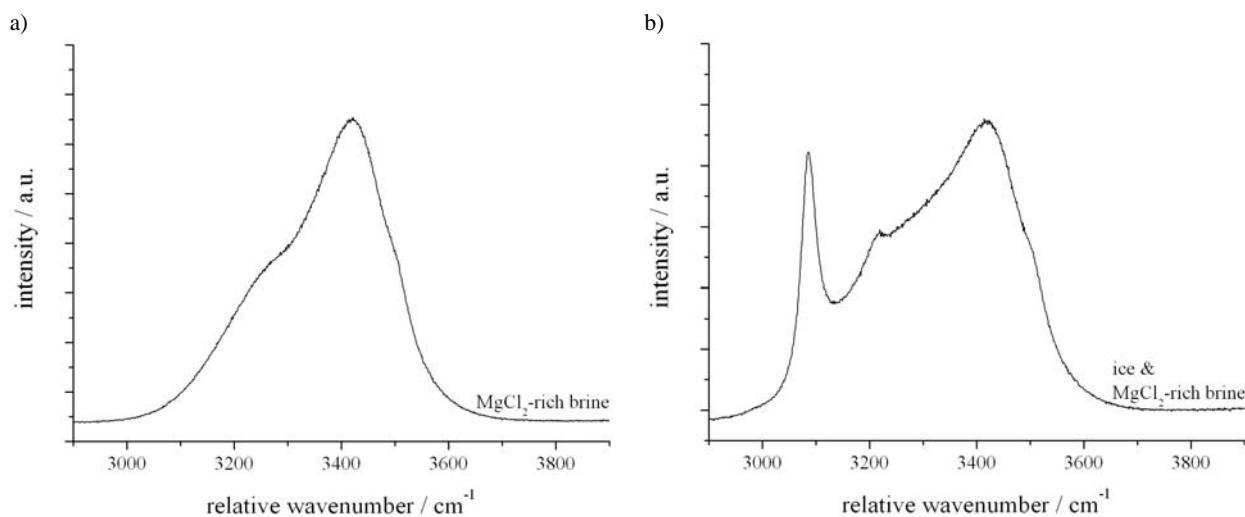 a)
intensity / a.u.
MgCl₂-rich brine
3000 3200 3400 3600 3800
relative wavenumber / cm⁻¹
b)
intensity / a.u.
ice &
MgCl₂-rich brine
3000 3200 3400 3600 3800
relative wavenumber / cm⁻¹